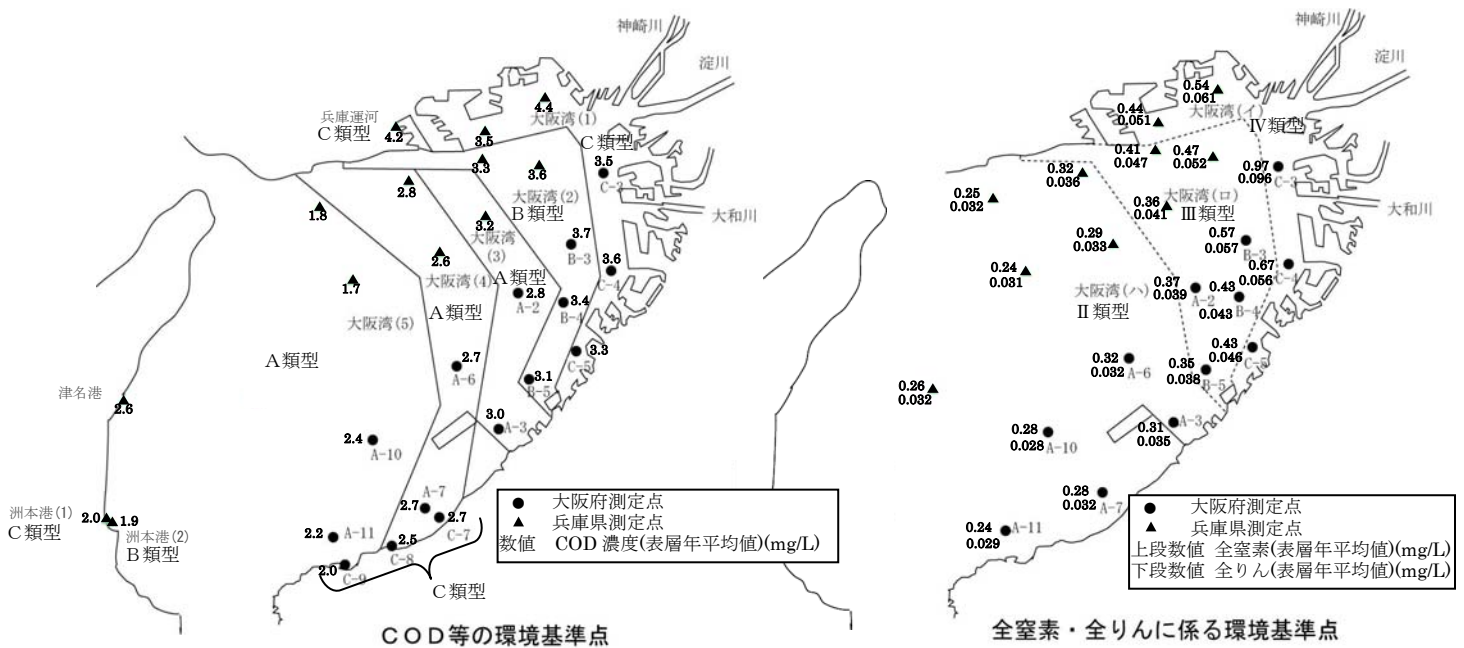 神崎川
淀川
兵庫運河
C類型
4.2
4.4
大阪湾(1)
3.5
C類型
3.3
3.6
3.5
C-3
2.8
大阪湾(2)
B類型
大和川
1.8
3.2
大阪湾
(3)
3.7
B-3
2.6
大阪湾(4)
A類型
3.6
C-4
1.7
2.8
A-2
3.4
B-4
大阪湾(5)
A類型
A類型
3.3
C-5
2.7
A-6
3.1
B-5
津名港
2.6
3.0
A-3
2.4
A-10
A-7
2.7
2.7
C-7
洲本港(1)
C類型
2.0
1.9
洲本港(2)
B類型
2.2
A-11
2.5
C-8
2.0
C-9
C類型
大阪府測定点
兵庫県測定点
数値 COD 濃度(表層年平均値)(mg/L)
COD等の環境基準点
神崎川
淀川
0.54
0.061
大阪湾(イ)
Ⅳ類型
0.44
0.051
0.41
0.047
0.47
0.052
0.97
0.096
C-3
0.32
0.036
0.25
0.032
大阪湾(ロ)
Ⅲ類型
0.36
0.041
大和川
0.29
0.033
0.57
0.057
B-3
0.24
0.031
0.67
0.056
C-4
大阪湾(ハ)
Ⅱ類型
0.37
0.039
A-2
0.43
0.043
B-4
0.32
0.032
A-6
0.43
0.046
C-5
0.35
0.038
B-5
0.26
0.032
0.31
0.035
A-3
0.28
0.028
A-10
0.28
0.032
A-7
0.24
0.029
A-11
大阪府測定点
兵庫県測定点
上段数値 全窒素(表層年平均値)(mg/L)
下段数値 全りん(表層年平均値)(mg/L)
全窒素・全りんに係る環境基準点